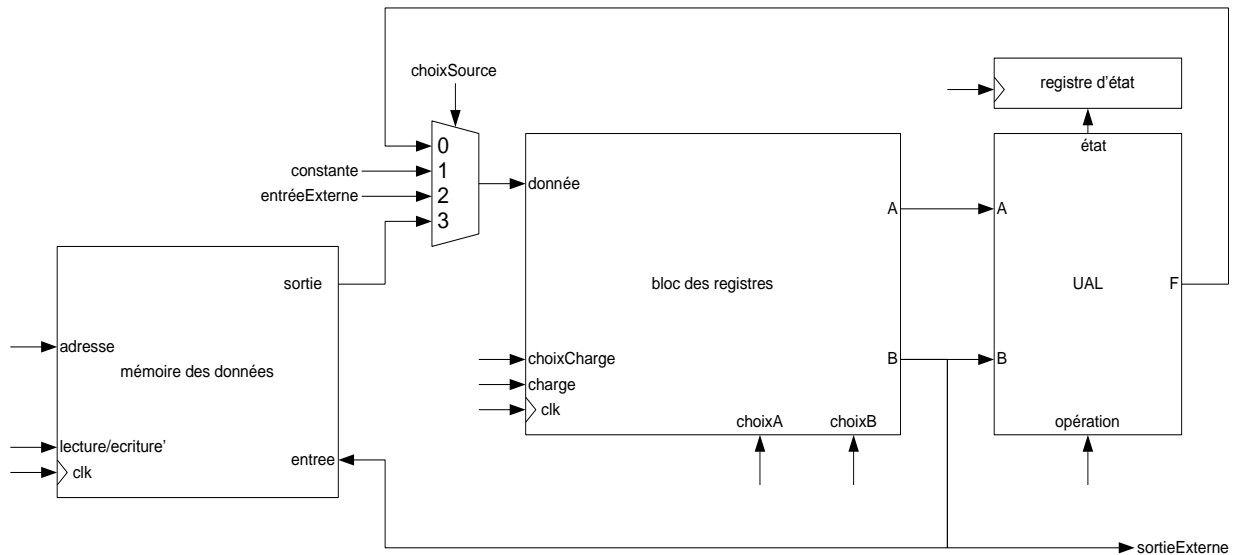 choixSource
registre d'état
0
état
constante
1
donnée
entréeExterne
2
A
A
3
sortie
bloc des registres
UAL
F
adresse
choixCharge
B
B
mémoire des données
charge
clk
choixA
choixB
opération
lecture/ecriture'
entree
clk
sortieExterne